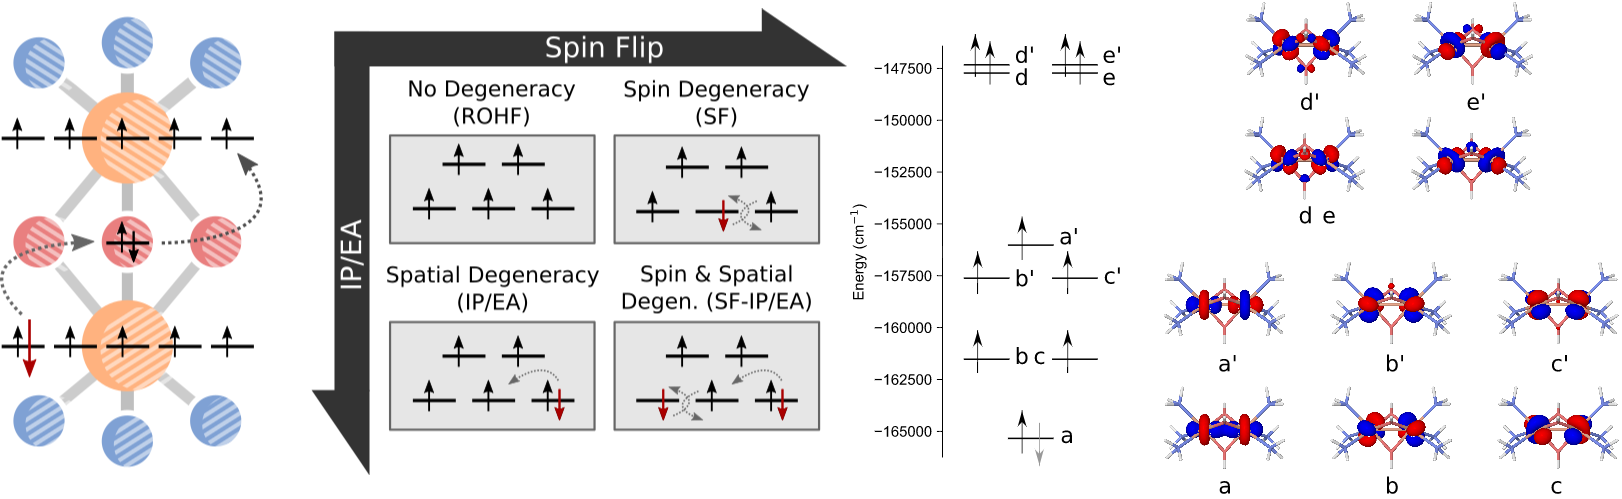 Spin Flip
IP/EA
No Degeneracy
(ROHF)
Spin Degeneracy
(SF)
Spatial Degeneracy
(IP/EA)
Spin & Spatial
Degen. (SF-IP/EA)
Energy (cm⁻¹)
−147500
−150000
−152500
−155000
−157500
−160000
−162500
−165000
d'
d
e'
e
a'
b'
c'
b c
a
d'
e'
d e
a'
b'
c'
a
b
c